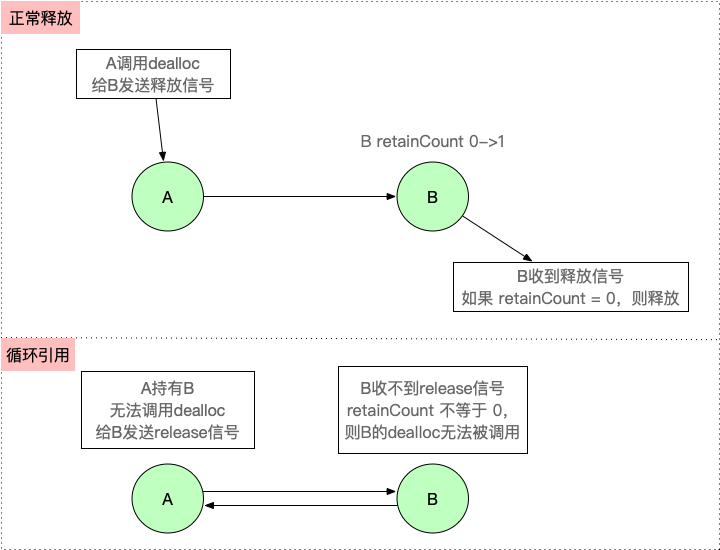 正常释放
A调用dealloc
给B发送释放信号
B retainCount 0->1
A
B
B收到释放信号
如果 retainCount = 0，则释放
循环引用
A持有B
无法调用dealloc
给B发送release信号
B收不到release信号
retainCount 不等于 0，
则B的dealloc无法被调用
A
B